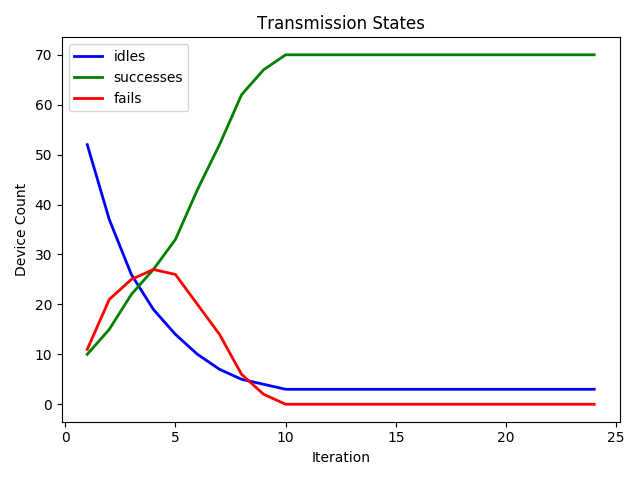 Transmission States
idles
successes
fails
Device Count
70
60
50
40
30
20
10
0
0 5 10 15 20 25
Iteration